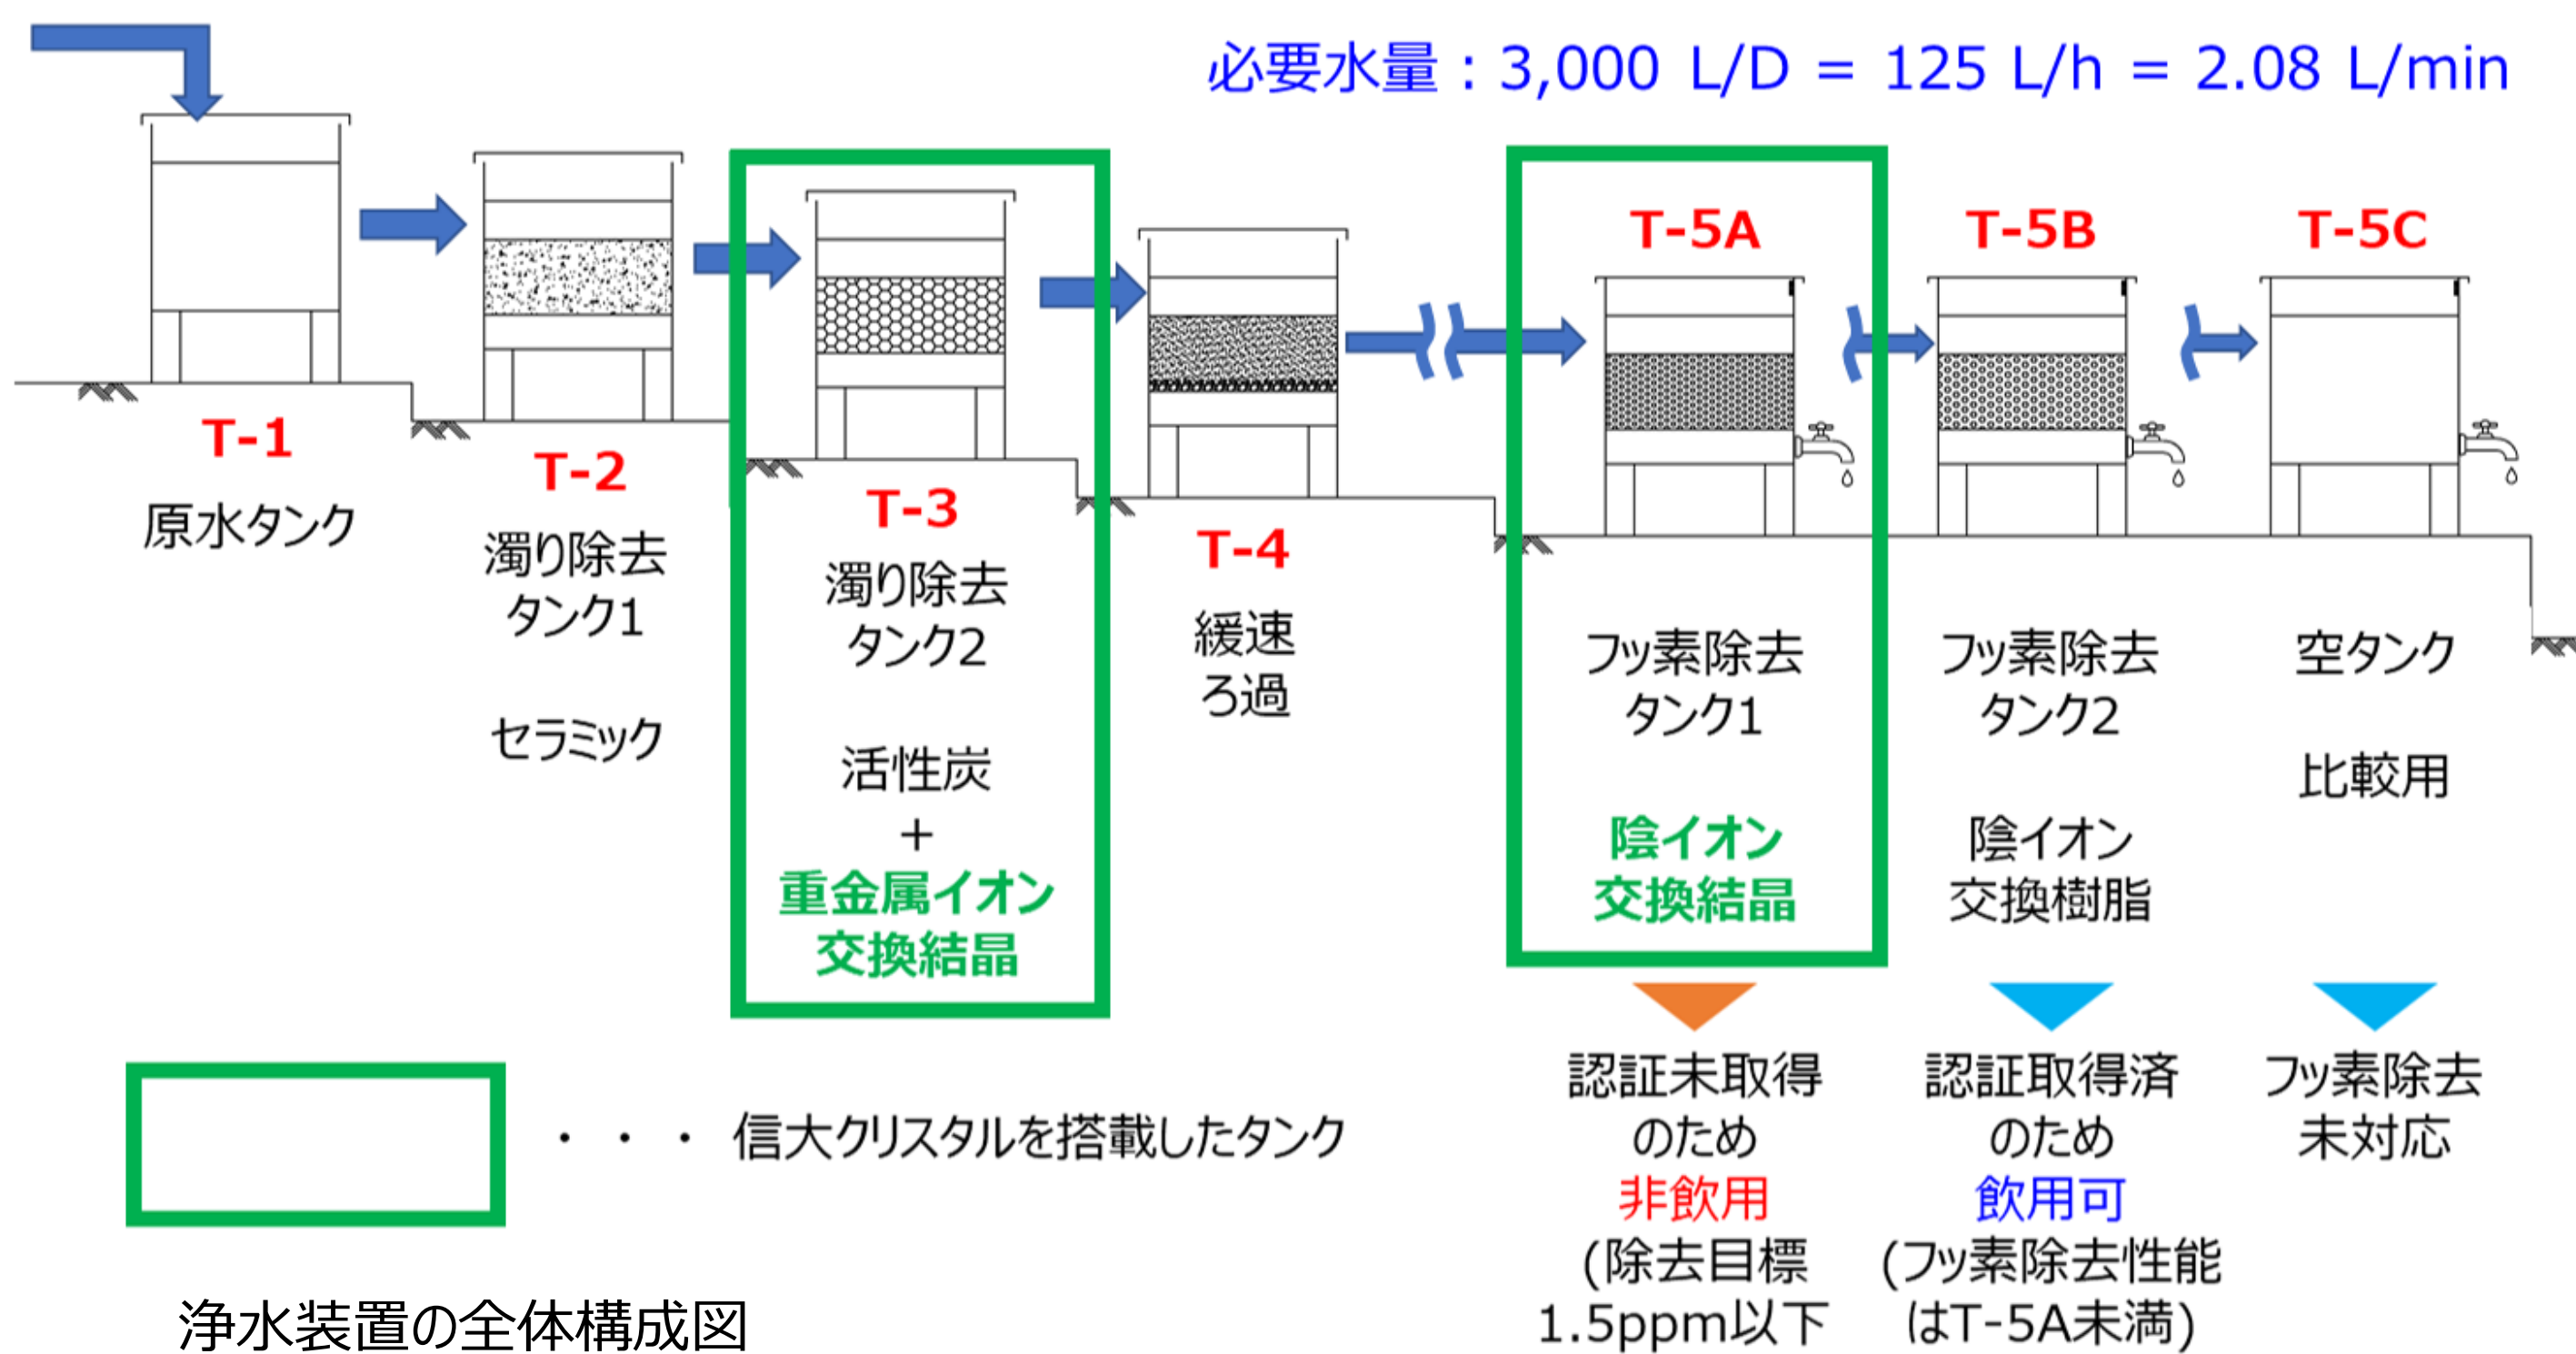 必要水量：3,000 L/D = 125 L/h = 2.08 L/min
T-1
原水タンク
T-2
濁り除去
タンク1
セラミック
T-3
濁り除去
タンク2
活性炭
+
重金属イオン
交換結晶
T-4
緩速
ろ過
T-5A
フッ素除去
タンク1
陰イオン
交換結晶
認証未取得
のため
非飲用
(除去目標
1.5ppm以下
T-5B
フッ素除去
タンク2
陰イオン
交換樹脂
認証取得済
のため
飲用可
(フッ素除去性能
はT-5A未満)
T-5C
空タンク
比較用
フッ素除去
未対応
・・・ 信大クリスタルを搭載したタンク
浄水装置の全体構成図